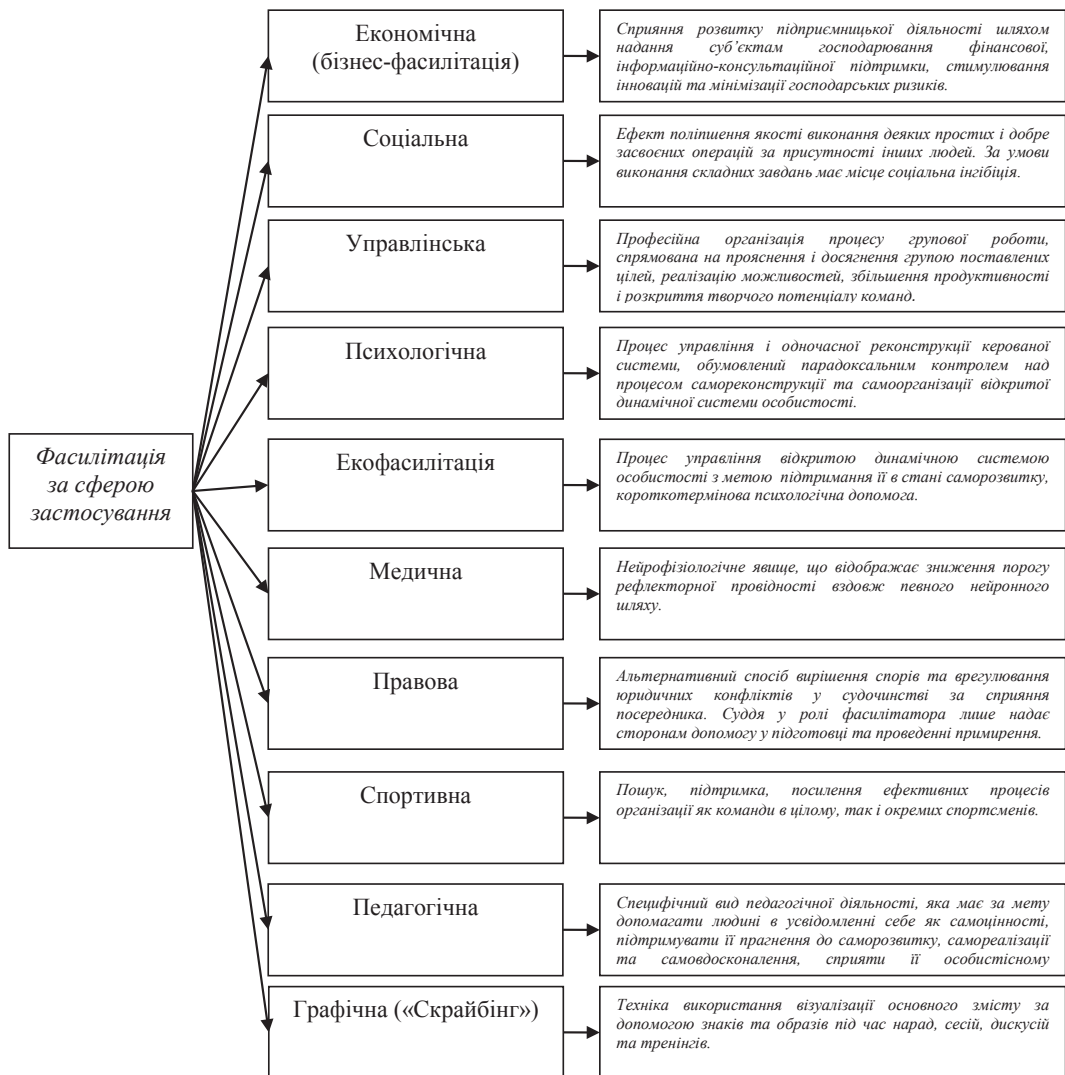 Економічна
(бізнес-фасилітація)
Сприяння розвитку підприємницької діяльності шляхом
надання суб’єктам господарювання фінансової,
інформаційно-консультаційної підтримки, стимулювання
інновацій та мінімізації господарських ризиків.
Соціальна
Ефект поліпшення якості виконання деяких простих і добре
засвоєних операцій за присутності інших людей. За умови
виконання складних завдань має місце соціальна інгібіція.
Управлінська
Професійна організація процесу групової роботи,
спрямована на прояснення і досягнення групою поставлених
цілей, реалізацію можливостей, збільшення продуктивності
і розкриття творчого потенціалу команд.
Психологічна
Процес управління і одночасної реконструкції керованої
системи, обумовлений парадоксальним контролем над
процесом самореконструкції та самоорганізації відкритої
динамічної системи особистості.
Фасилітація
за сферою
застосування
Екофасилітація
Процес управління відкритою динамічною системою
особистості з метою підтримання її в стані саморозвитку,
короткотермінова психологічна допомога.
Медична
Нейрофізіологічне явище, що відображає зниження порогу
рефлекторної провідності вздовж певного нейронного
шляху.
Правова
Альтернативний спосіб вирішення спорів та врегулювання
юридичних конфліктів у судочинстві за сприяння
посередника. Суддя у ролі фасилітатора лише надає
сторонам допомогу у підготовці та проведенні примирення.
Спортивна
Пошук, підтримка, посилення ефективних процесів
організації як команди в цілому, так і окремих спортсменів.
Педагогічна
Специфічний вид педагогічної діяльності, яка має за мету
допомагати людині в усвідомленні себе як самоцінності,
підтримувати її прагнення до саморозвитку, самореалізації
та самовдосконалення, сприяти її особистісному
Графічна («Скрайбінг»)
Техніка використання візуалізації основного змісту за
допомогою знаків та образів під час нарад, сесій, дискусій
та тренінгів.